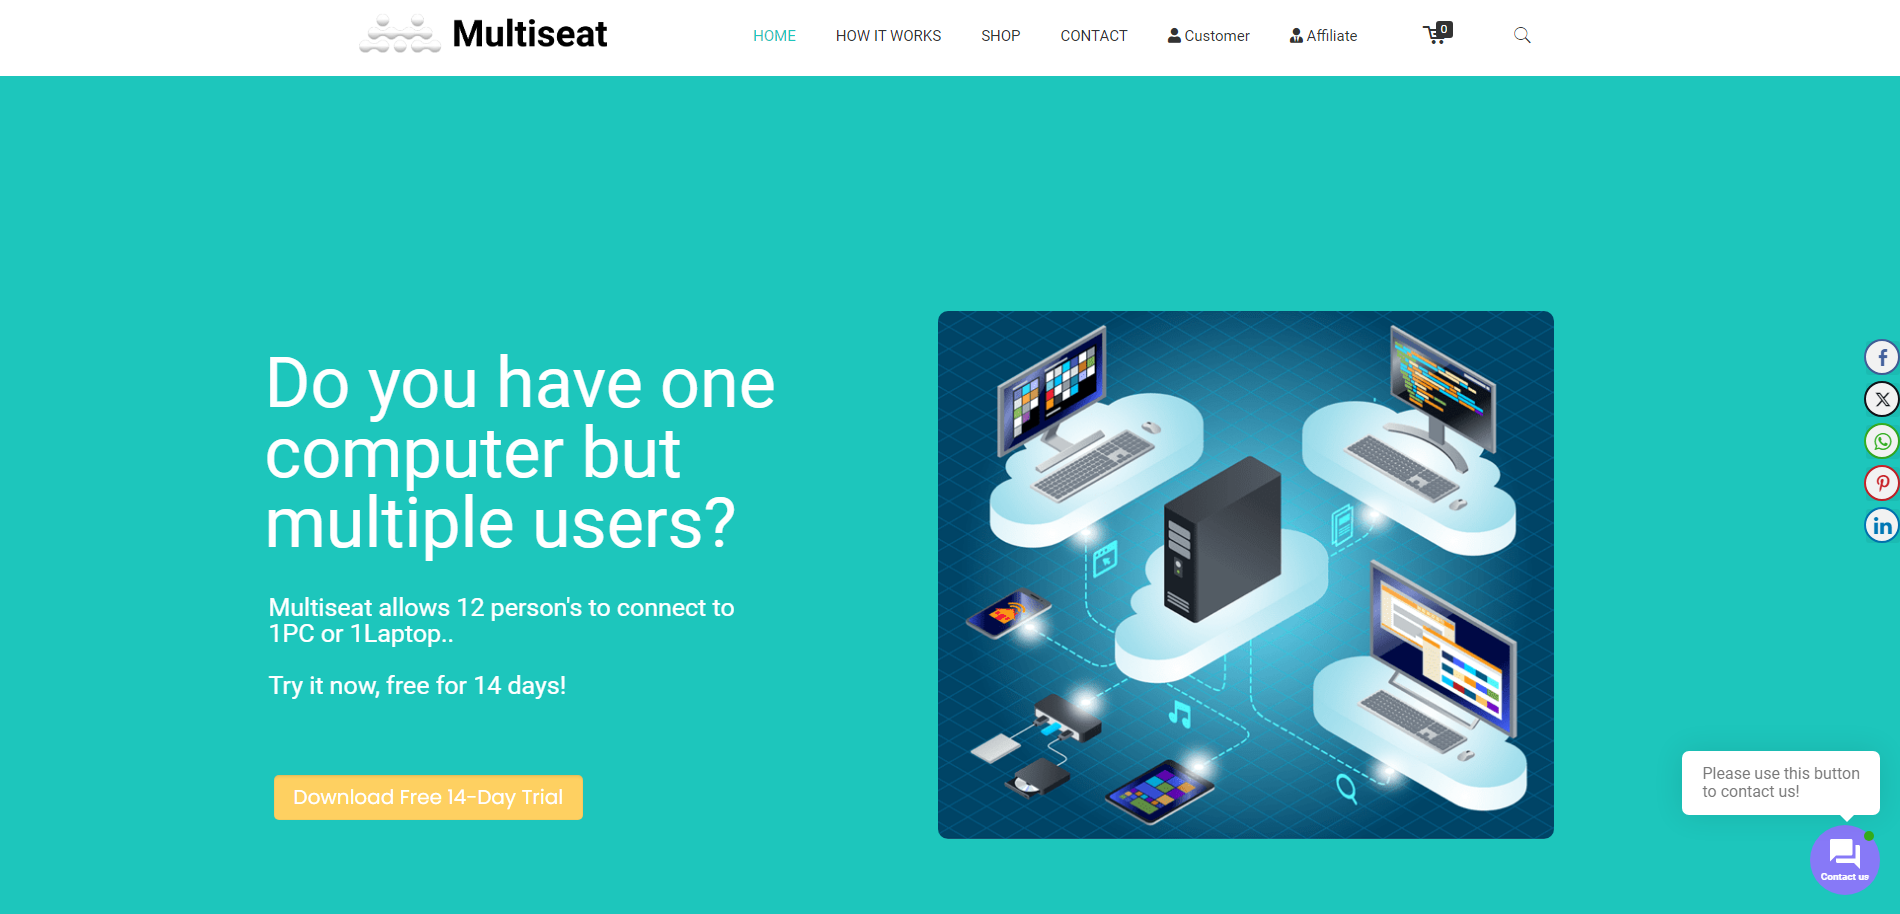 Multiseat
HOME
HOW IT WORKS
SHOP
CONTACT
Customer
Affiliate
0
Do you have one
computer but
multiple users?
Multiseat allows 12 person's to connect to
1PC or 1Laptop..
Try it now, free for 14 days!
Download Free 14-Day Trial
Please use this button
to contact us!
Contact us